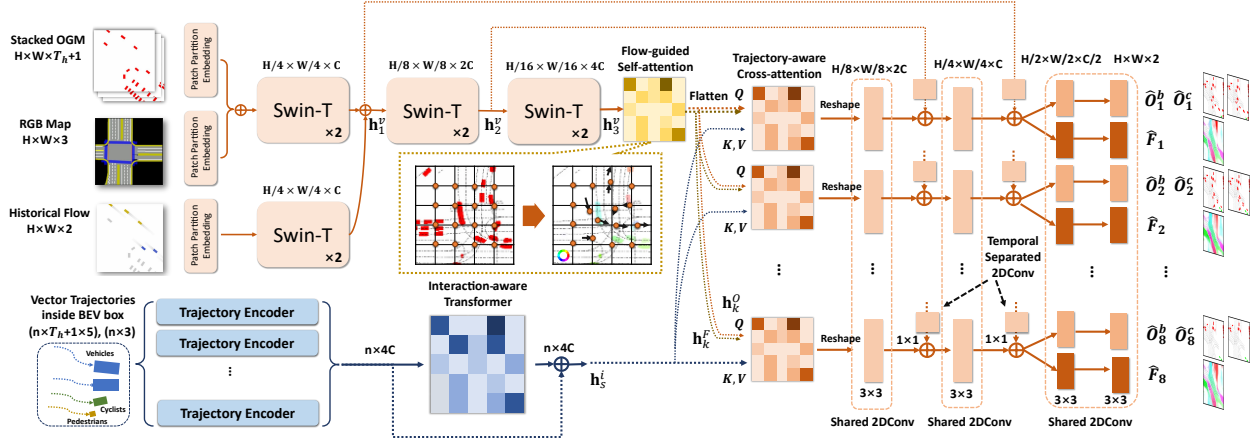 Stacked OGM
H×W×T_h+1
RGB Map
H×W×3
Historical Flow
H×W×2
Patch Partition
Embedding
Patch Partition
Embedding
Patch Partition
Embedding
H/4 × W/4 × C
Swin-T
×2
H/4 × W/4 × C
Swin-T
×2
h_1^v
H/8 × W/8 × 2C
Swin-T
×2
h_2^v
H/16 × W/16 × 4C
Swin-T
×2
h_3^v
Flow-guided
Self-attention
Flatten
Trajectory-aware
Cross-attention
Q
K, V
Q
K, V
⋮
h_k^O
h_k^F
Q
K, V
Reshape
Reshape
Reshape
H/8×W/8×2C
H/4×W/4×C
H/2×W/2×C/2
H×W×2
Ô_1^b Ô_1^c
F̂_1
Ô_2^b Ô_2^c
F̂_2
⋮
⋮
⋮
Temporal
Separated
2DConv
Ô_8^b Ô_8^c
F̂_8
1×1
1×1
3×3
3×3
3×3
3×3
Shared 2DConv
Shared 2DConv
Shared 2DConv
Vector Trajectories
inside BEV box
(n×T_h+1×5), (n×3)
Vehicles
Cyclists
Pedestrians
Trajectory Encoder
Trajectory Encoder
⋮
Trajectory Encoder
n×4C
Interaction-aware
Transformer
n×4C
h_s^i